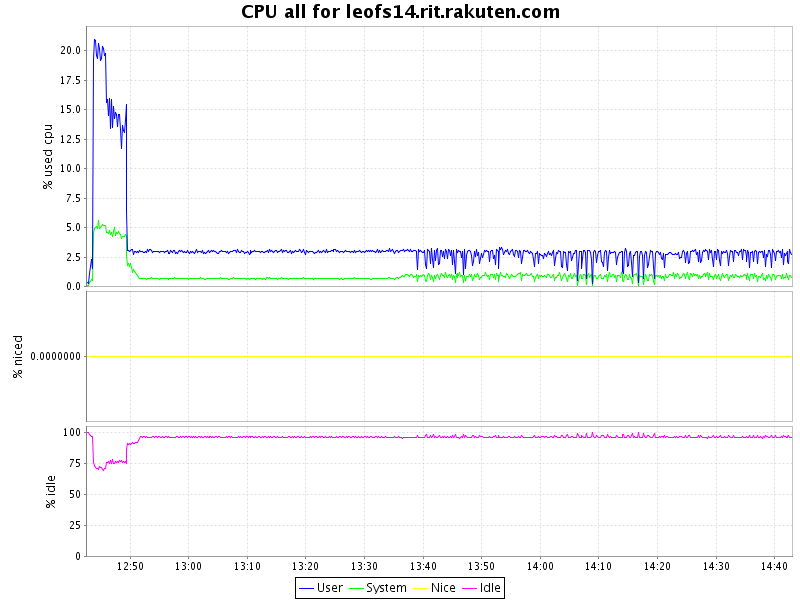 CPU all for leofs14.rit.rakuten.com
% used cpu
20.0
17.5
15.0
12.5
10.0
7.5
5.0
2.5
0.0
% niced
0.0000000
% idle
100
75
50
25
0
12:50 13:00 13:10 13:20 13:30 13:40 13:50 14:00 14:10 14:20 14:30 14:40
User System Nice Idle